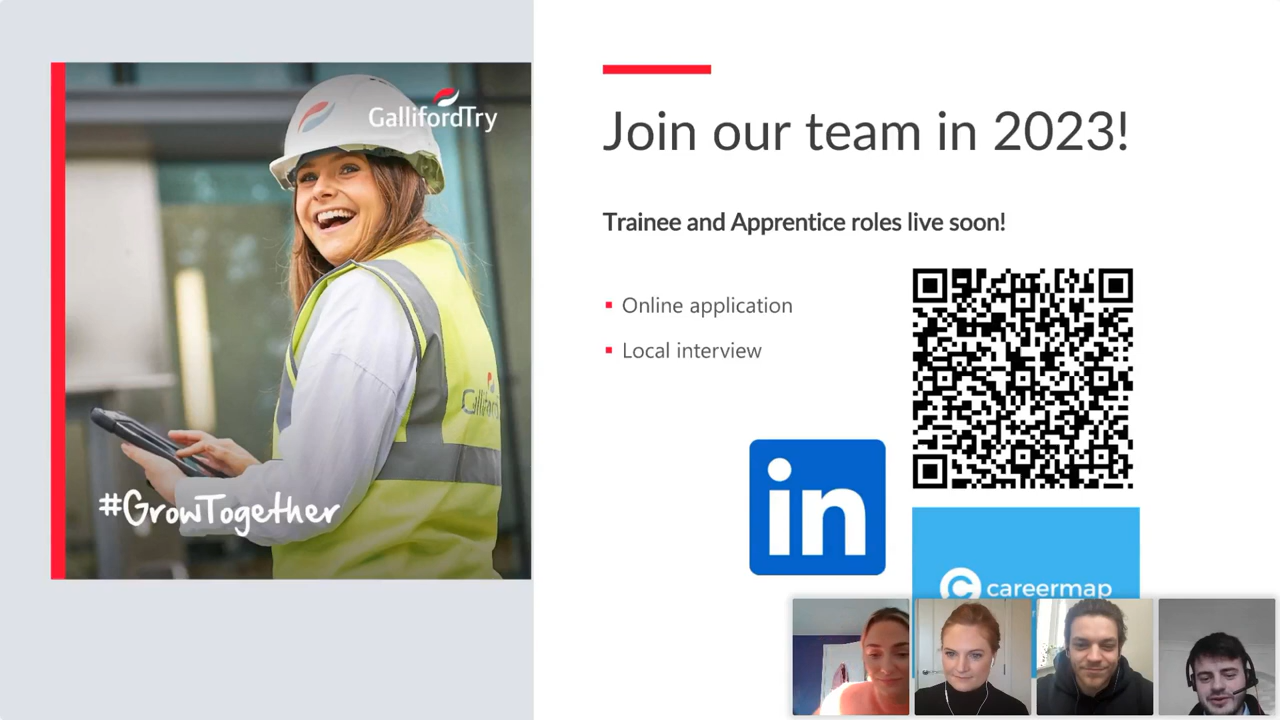 GallifordTry
Gallifor
#GrowTogether
Join our team in 2023!
Trainee and Apprentice roles live soon!
Online application
Local interview
in
careermap